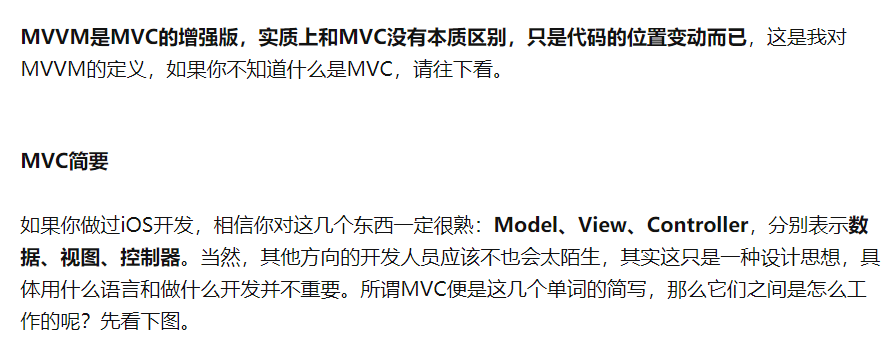 MVVM是MVC的增强版，实质上和MVC没有本质区别，只是代码的位置变动而已，这是我对
MVVM的定义，如果你不知道什么是MVC，请往下看。
MVC简要
如果你做过iOS开发，相信你对这几个东西一定很熟：Model、View、Controller，分别表示数
据、视图、控制器。当然，其他方向的开发人员应该不也会太陌生，其实这只是一种设计思想，具
体用什么语言和做什么开发并不重要。所谓MVC便是这几个单词的简写，那么它们之间是怎么工
作的呢？先看下图。